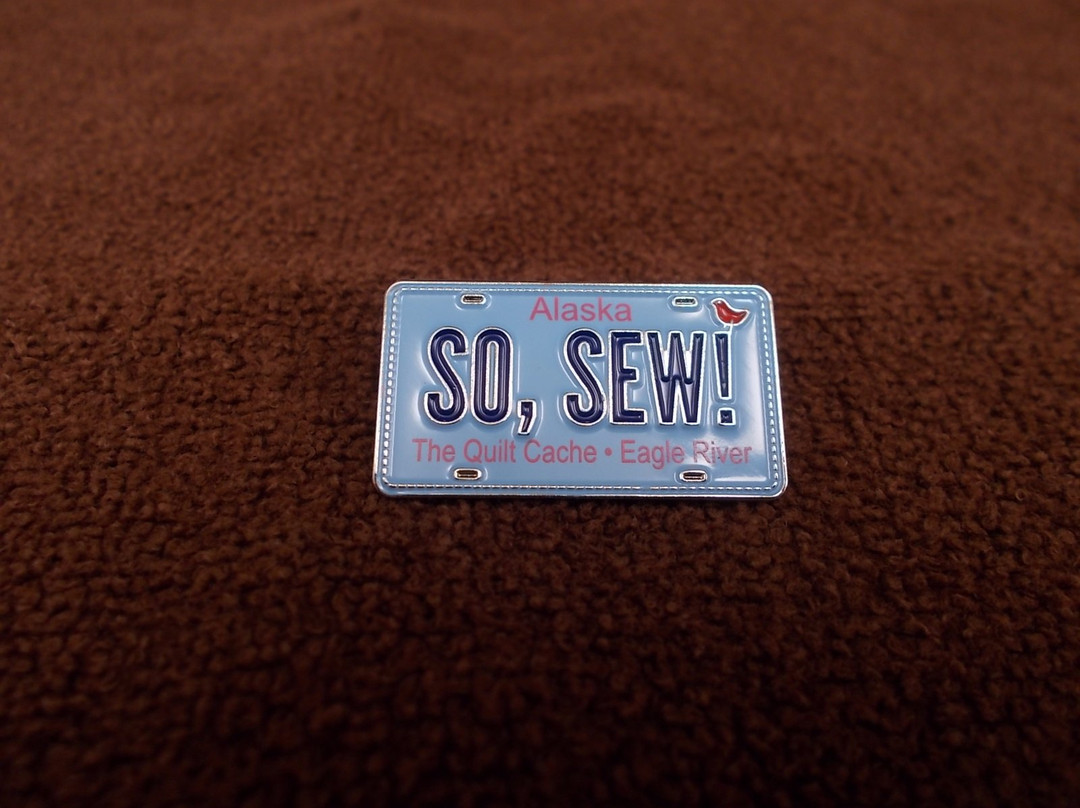 Alaska
SO, SEW!
The Quilt Cache • Eagle River